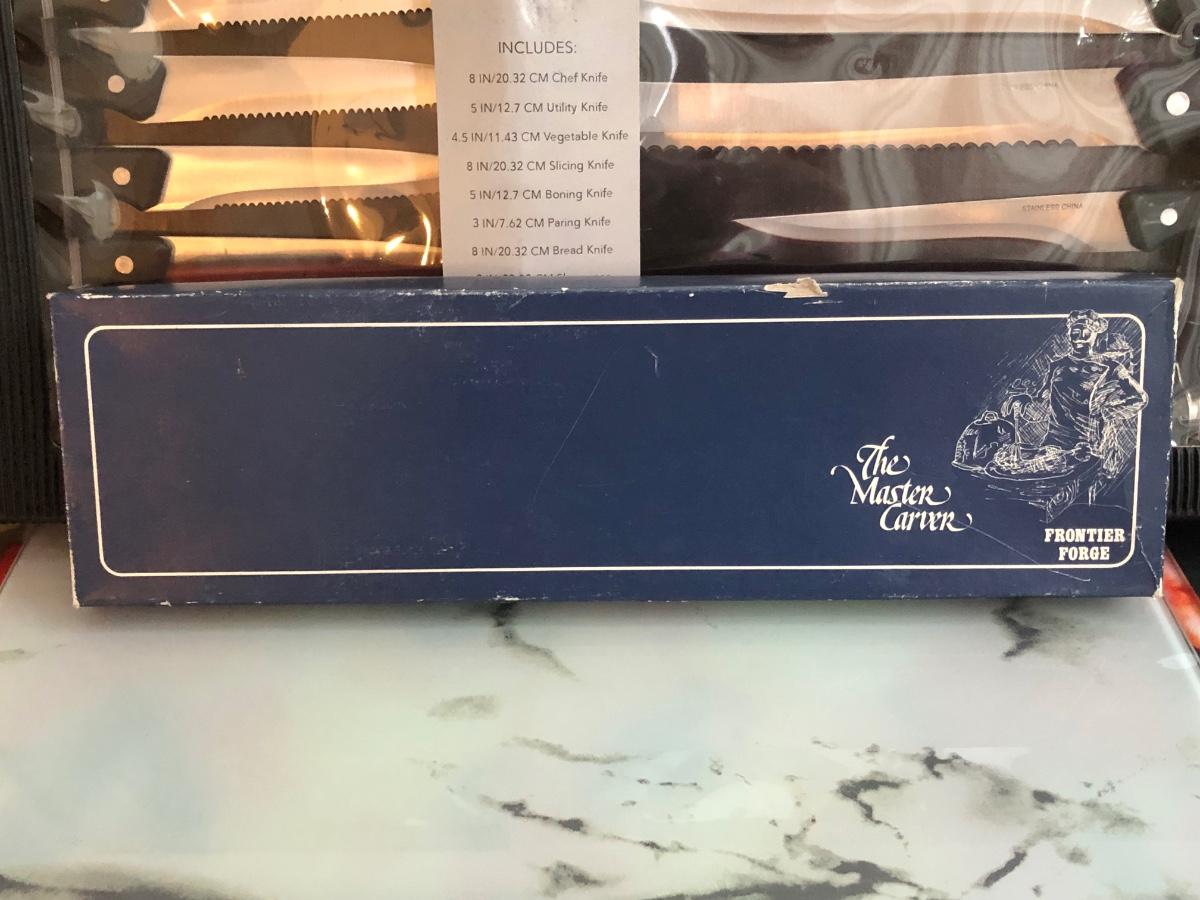 INCLUDES:
8 IN/20.32 CM Chef Knife
5 IN/12.7 CM Utility Knife
4.5 IN/11.43 CM Vegetable Knife
8 IN/20.32 CM Slicing Knife
5 IN/12.7 CM Boning Knife
3 IN/7.62 CM Paring Knife
8 IN/20.32 CM Bread Knife
STAINLESS CHINA
The
Master
Carver
FRONTIER
FORGE